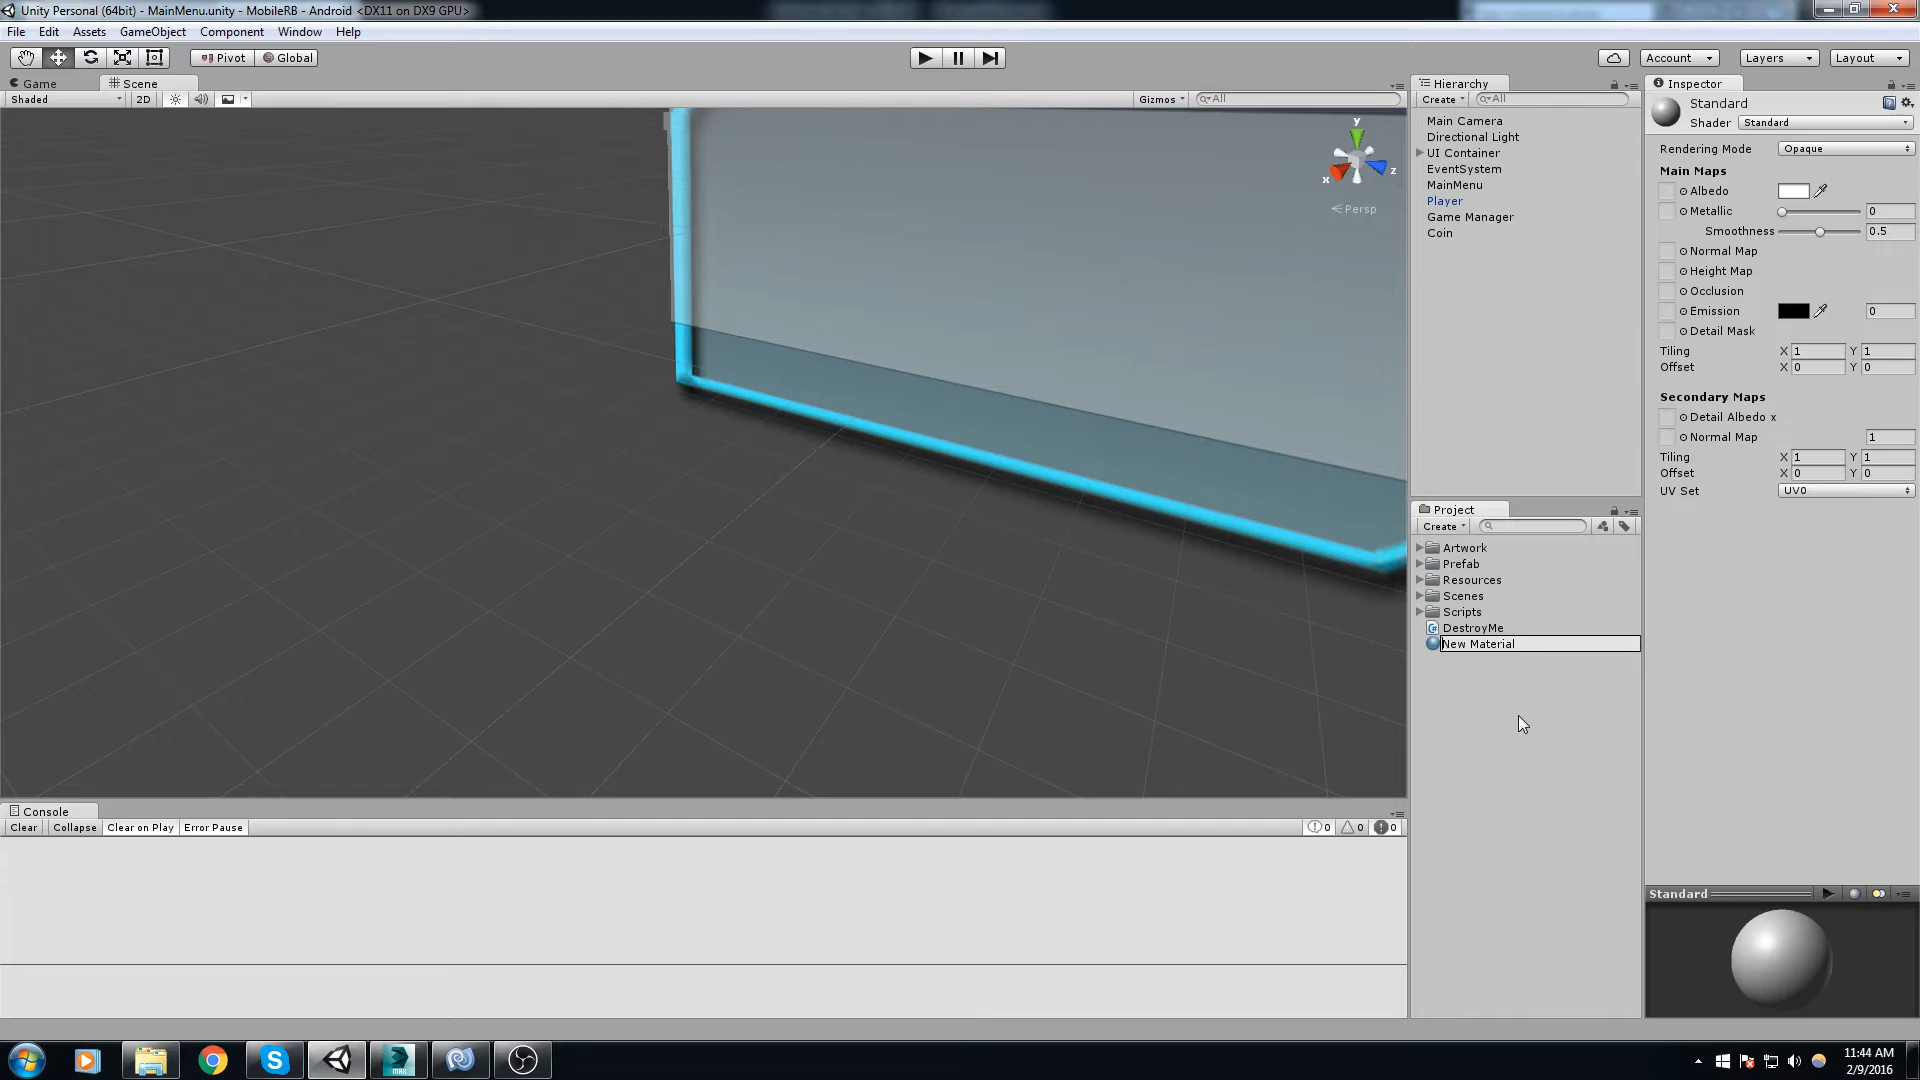 Unity Personal (64bit) - MainMenu.unity - MobileRB - Android <DX11 on DX9 GPU>
File Edit Assets GameObject Component Window Help
Pivot Global Account Layers Layout
Game Scene
Shaded 2D Gizmos All
y
x z
Persp
Hierarchy
Create All
Main Camera
Directional Light
UI Container
EventSystem
MainMenu
Player
Game Manager
Coin
Project
Create
Artwork
Prefab
Resources
Scenes
Scripts
DestroyMe
New Material
Inspector
Standard
Shader Standard
Rendering Mode Opaque
Main Maps
Albedo
Metallic 0
Smoothness 0.5
Normal Map
Height Map
Occlusion
Emission 0
Detail Mask
Tiling X 1 Y 1
Offset X 0 Y 0
Secondary Maps
Detail Albedo x
Normal Map 1
Tiling X 1 Y 1
Offset X 0 Y 0
UV Set UV0
Standard
Console
Clear Collapse Clear on Play Error Pause 0 0 0
MAX
11:44 AM
2/9/2016